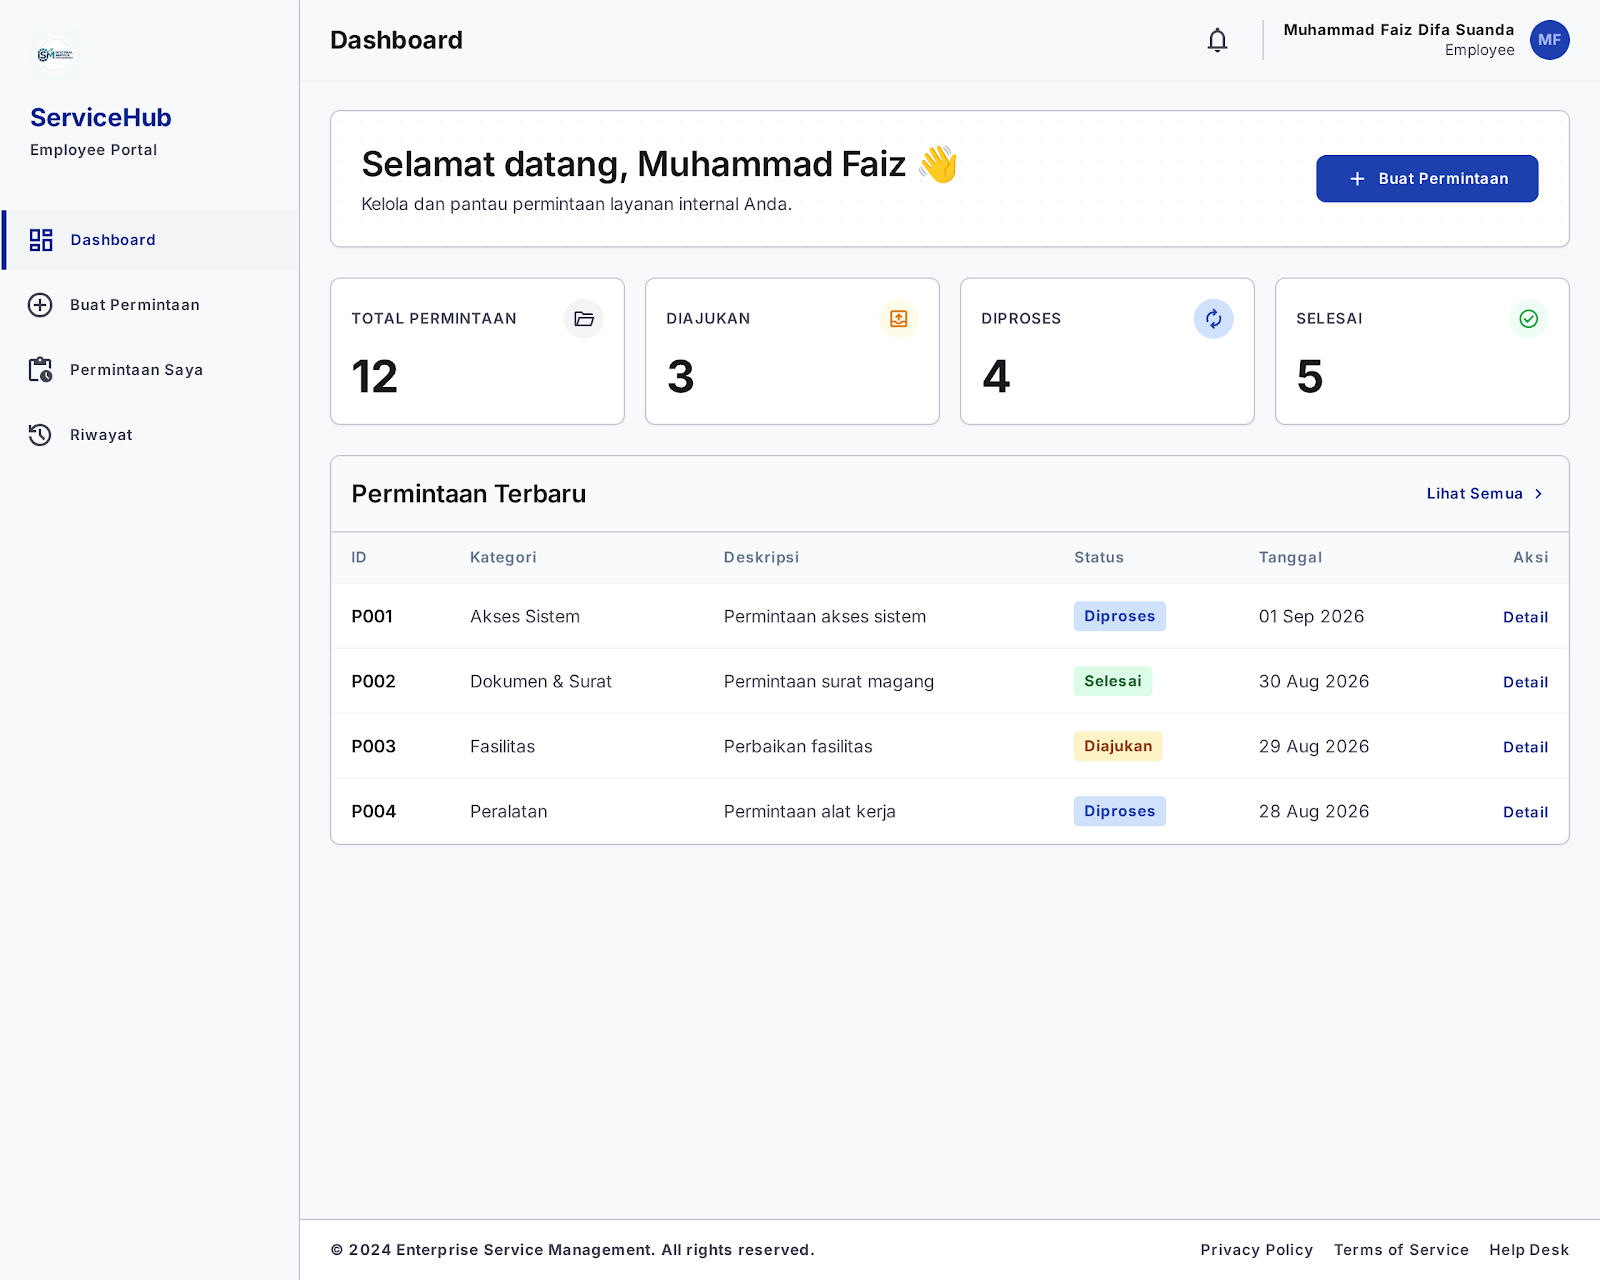 ISM
ServiceHub
Employee Portal
Dashboard
Buat Permintaan
Permintaan Saya
Riwayat
Dashboard
Muhammad Faiz Difa Suanda
Employee
MF
Selamat datang, Muhammad Faiz 👋
Kelola dan pantau permintaan layanan internal Anda.
+ Buat Permintaan
TOTAL PERMINTAAN
12
DIAJUKAN
3
DIPROSES
4
SELESAI
5
Permintaan Terbaru
Lihat Semua >
ID Kategori Deskripsi Status Tanggal Aksi
P001 Akses Sistem Permintaan akses sistem Diproses 01 Sep 2026 Detail
P002 Dokumen & Surat Permintaan surat magang Selesai 30 Aug 2026 Detail
P003 Fasilitas Perbaikan fasilitas Diajukan 29 Aug 2026 Detail
P004 Peralatan Permintaan alat kerja Diproses 28 Aug 2026 Detail
© 2024 Enterprise Service Management. All rights reserved.
Privacy Policy Terms of Service Help Desk